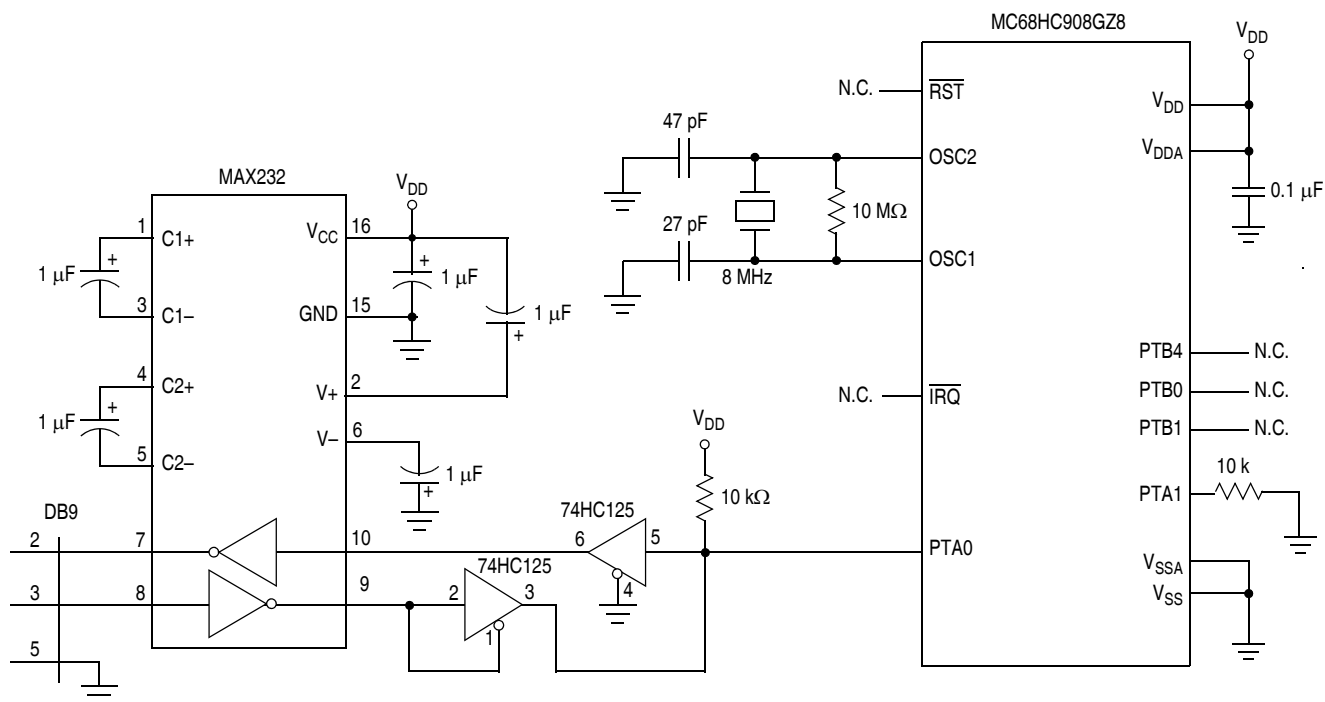 MC68HC908GZ8
VDD
N.C.
RST
VDD
47 pF
OSC2
VDDA
MAX232
VDD
10 MΩ
0.1 µF
1
C1+
VCC
16
27 pF
1 µF
+
+
1 µF
8 MHz
OSC1
3
C1–
GND
15
1 µF
+
PTB4
N.C.
4
C2+
V+
2
N.C.
IRQ
PTB0
N.C.
1 µF
+
VDD
PTB1
N.C.
V–
6
5
C2–
1 µF
+
10 k
10 kΩ
PTA1
DB9
74HC125
2
7
10
6
5
PTA0
74HC125
4
VSSA
3
8
9
2
3
VSS
1
5